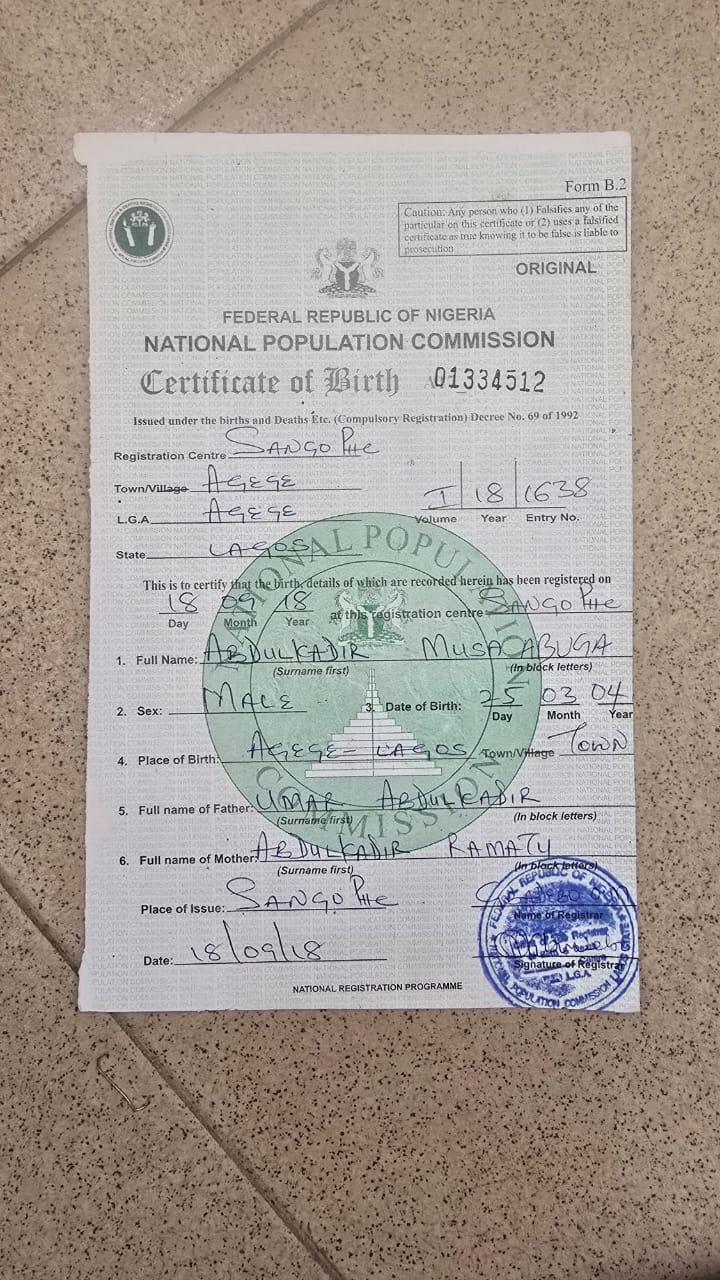 Form B.2
Caution: Any person who (1) Falsifies any of the
particular on this certificate or (2) uses a falsified
certificate as true knowing it to be false is liable to
prosecution
ORIGINAL
FEDERAL REPUBLIC OF NIGERIA
NATIONAL POPULATION COMMISSION
Certificate of Birth 01334512
Issued under the births and Deaths Etc. (Compulsory Registration) Decree No. 69 of 1992
Registration Centre SANGO PHC
Town/Village AGEGE
L.G.A AGEGE
I 18 1638
Volume Year Entry No.
State LAGOS
This is to certify that the birth, details of which are recorded herein has been registered on
18 09 18 at this registration centre SANGO PHC
Day Month Year
1. Full Name: ABDULKADIR MUSA ABUGA
(Surname first) (In block letters)
2. Sex: MALE 3. Date of Birth: 25 03 04
Day Month Year
4. Place of Birth: AGEGE - LAGOS Town/Village TOWN
5. Full name of Father: UMAR ABDULKADIR
(Surname first) (In block letters)
6. Full name of Mother: ABDULKADIR RAMATU
(Surname first) (In block letters)
Place of Issue: SANGO PHC
Name of Registrar
Date: 18/09/18
Signature of Registrar
NATIONAL REGISTRATION PROGRAMME
NATIONAL POPULATION COMMISSION